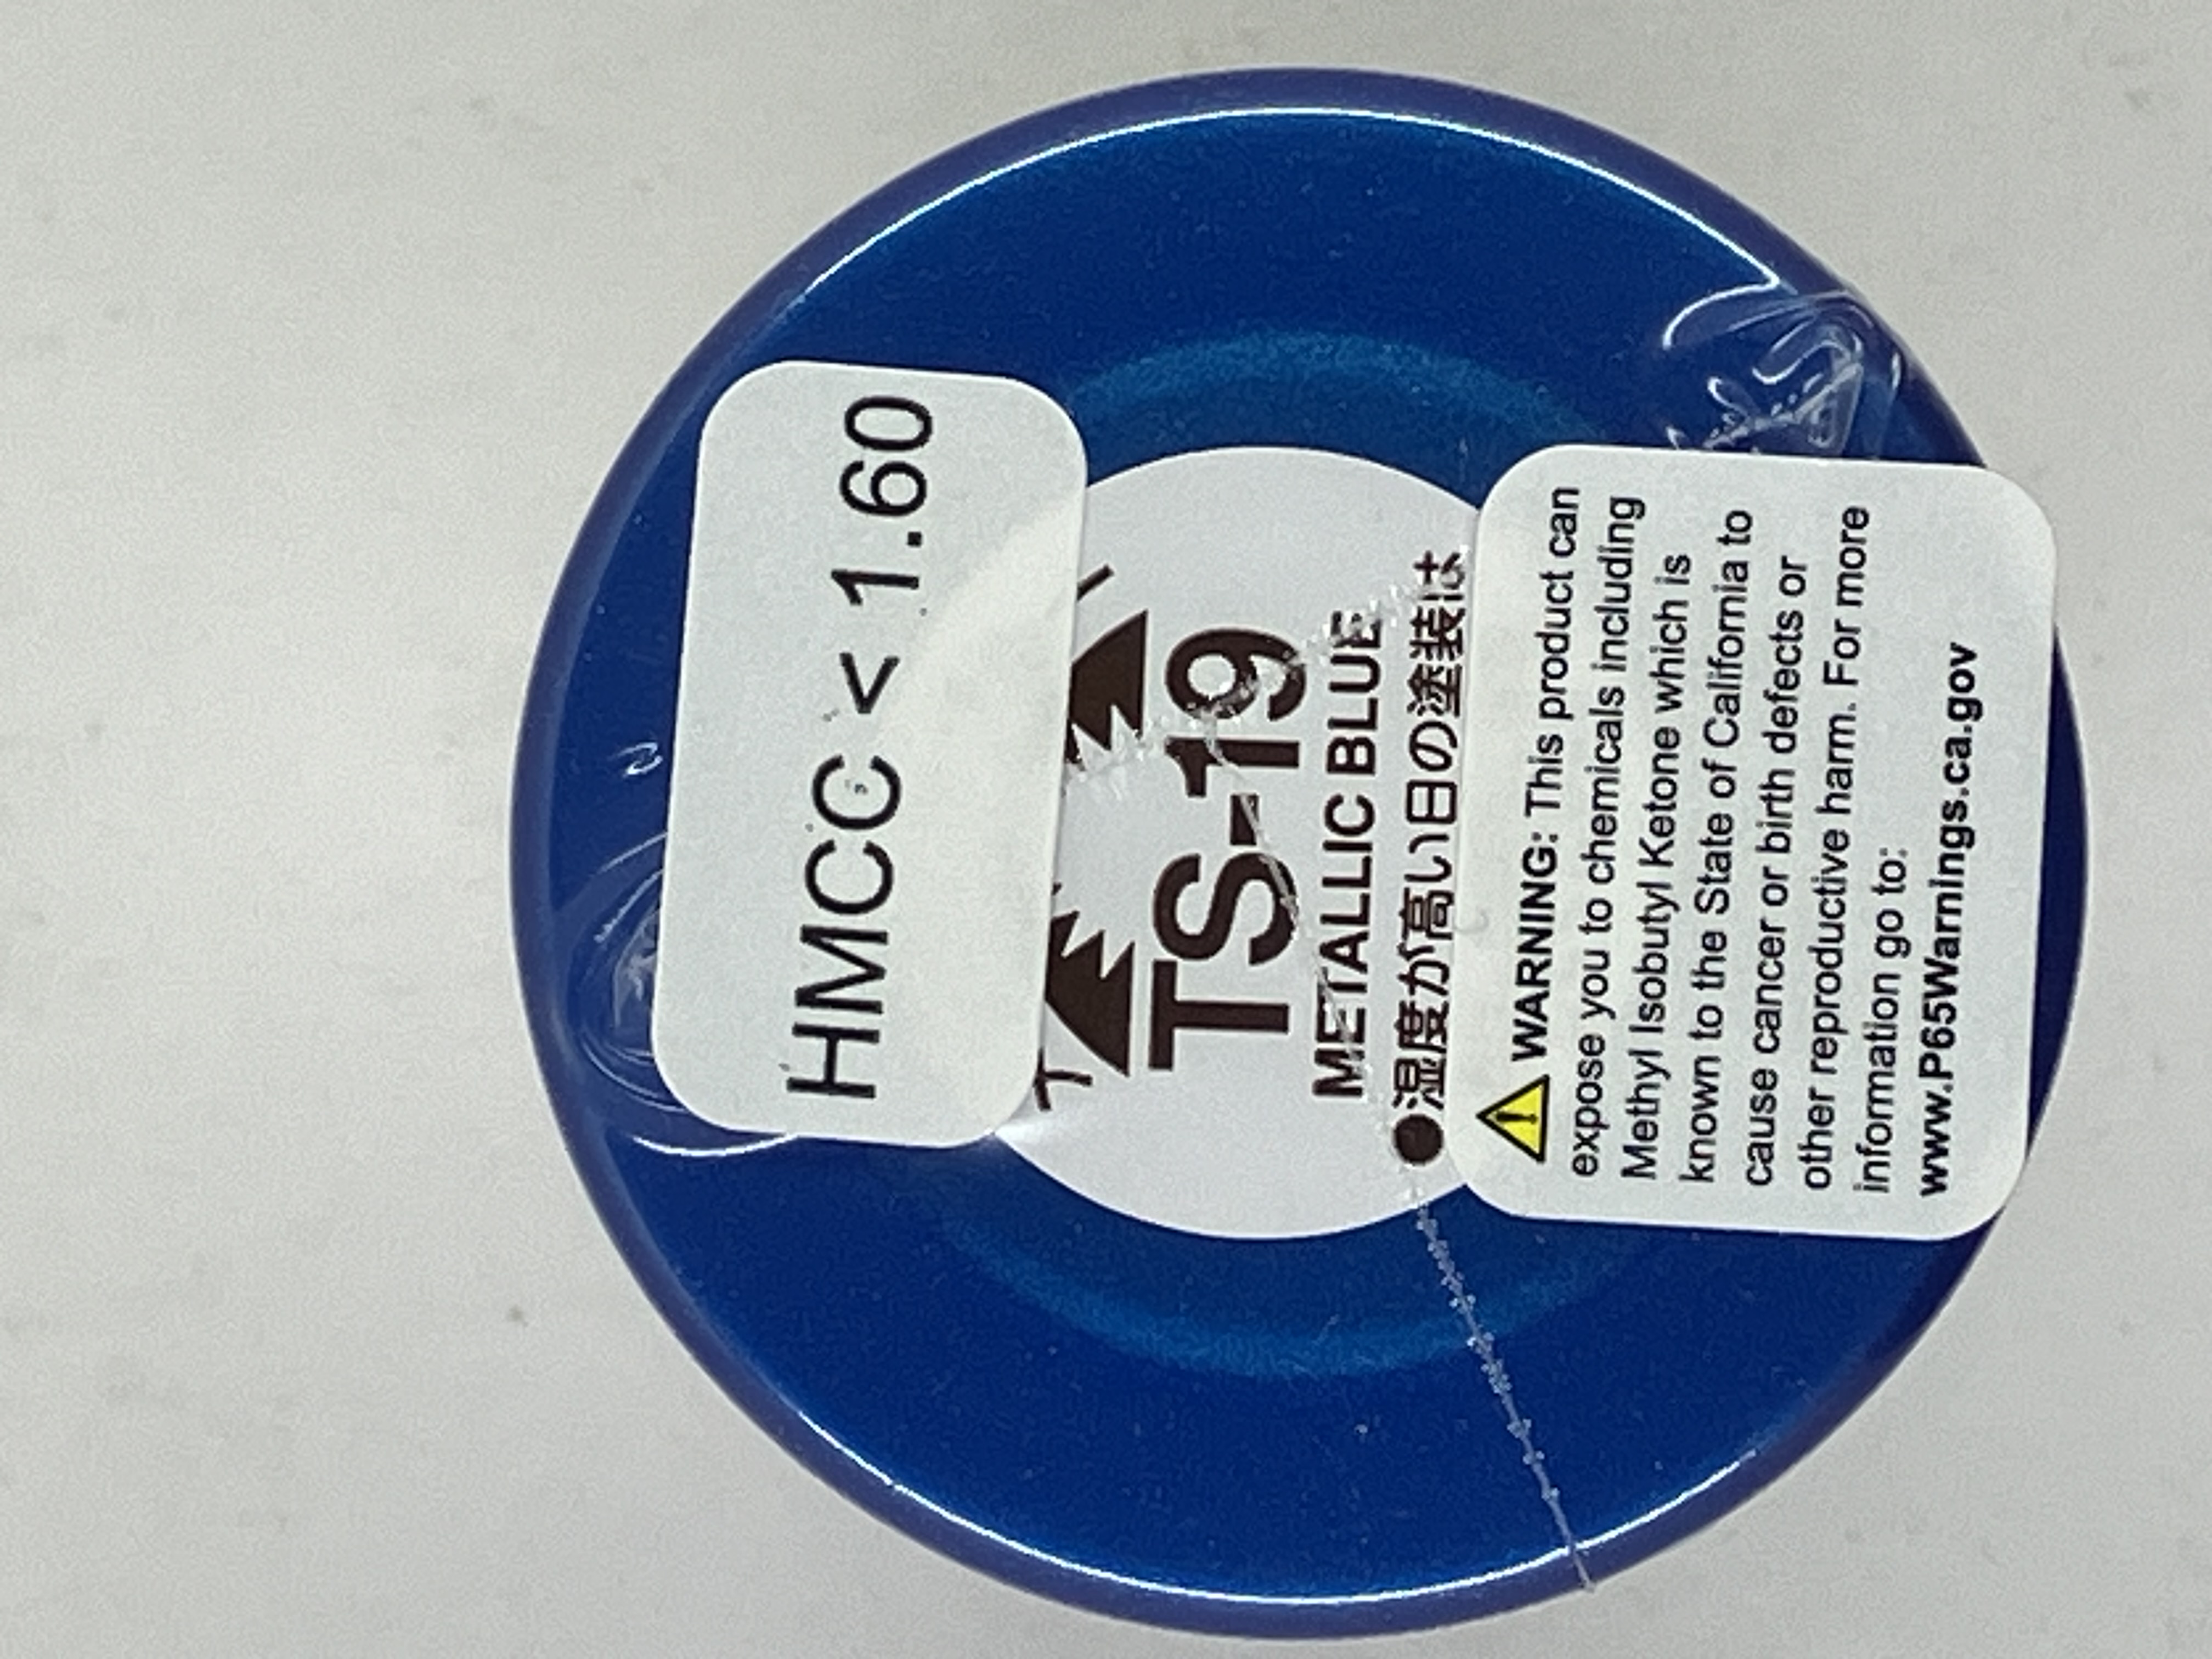 HMCC < 1.60
TS-19
METALLIC BLUE
●湿度が高い日の塗装は
WARNING: This product can
expose you to chemicals including
Methyl Isobutyl Ketone which is
known to the State of California to
cause cancer or birth defects or
other reproductive harm. For more
information go to:
www.P65Warnings.ca.gov